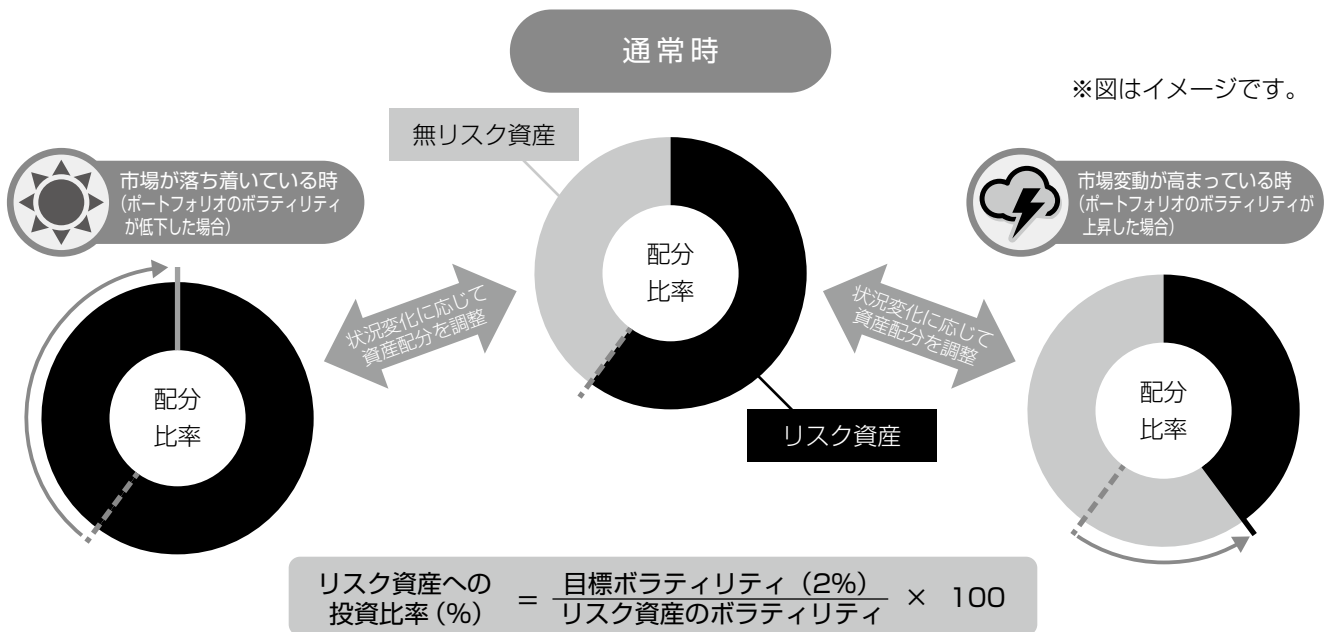 通常時
※図はイメージです。
無リスク資産
市場が落ち着いている時
（ポートフォリオのボラティリティ
が低下した場合）
市場変動が高まっている時
（ポートフォリオのボラティリティが
上昇した場合）
配分
比率
状況変化に応じて
資産配分を調整
状況変化に応じて
資産配分を調整
配分
比率
配分
比率
リスク資産
リスク資産への
投資比率（%）
=
目標ボラティリティ（2%）
リスク資産のボラティリティ
× 100